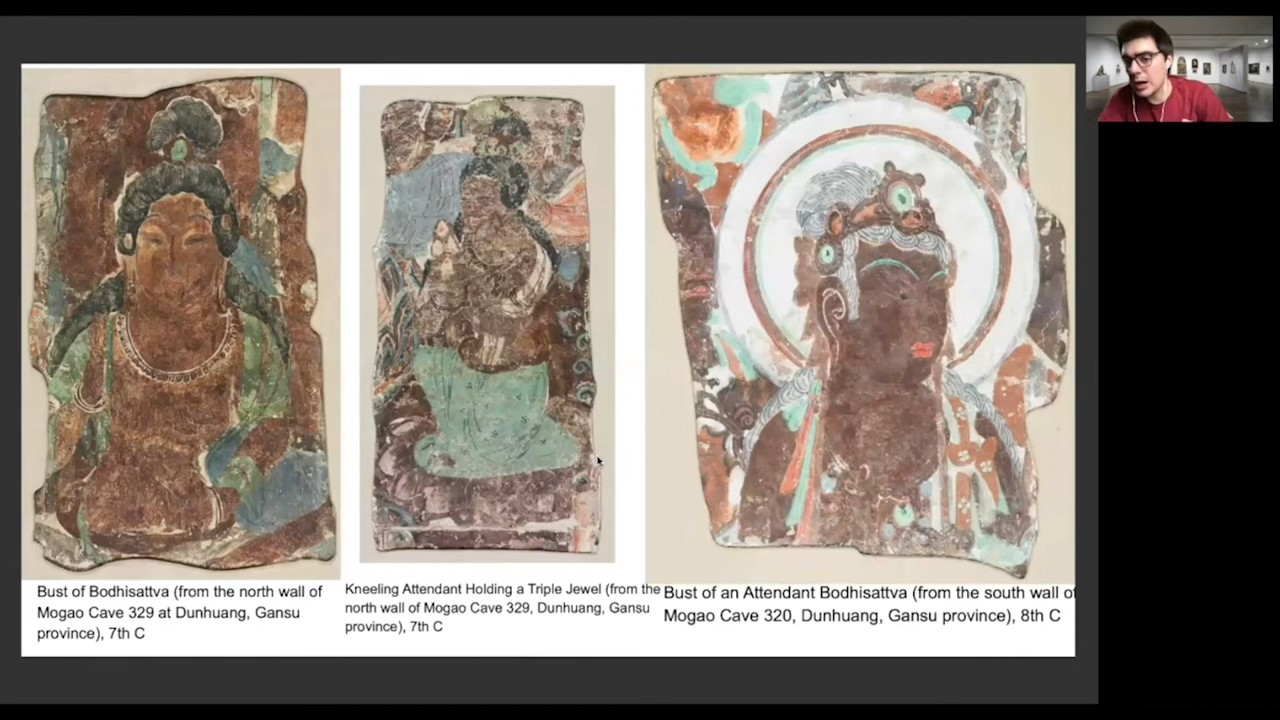 Bust of Bodhisattva (from the north wall of
Mogao Cave 329 at Dunhuang, Gansu
province), 7th C
Kneeling Attendant Holding a Triple Jewel (from the
north wall of Mogao Cave 329, Dunhuang, Gansu
province), 7th C
Bust of an Attendant Bodhisattva (from the south wall of
Mogao Cave 320, Dunhuang, Gansu province), 8th C